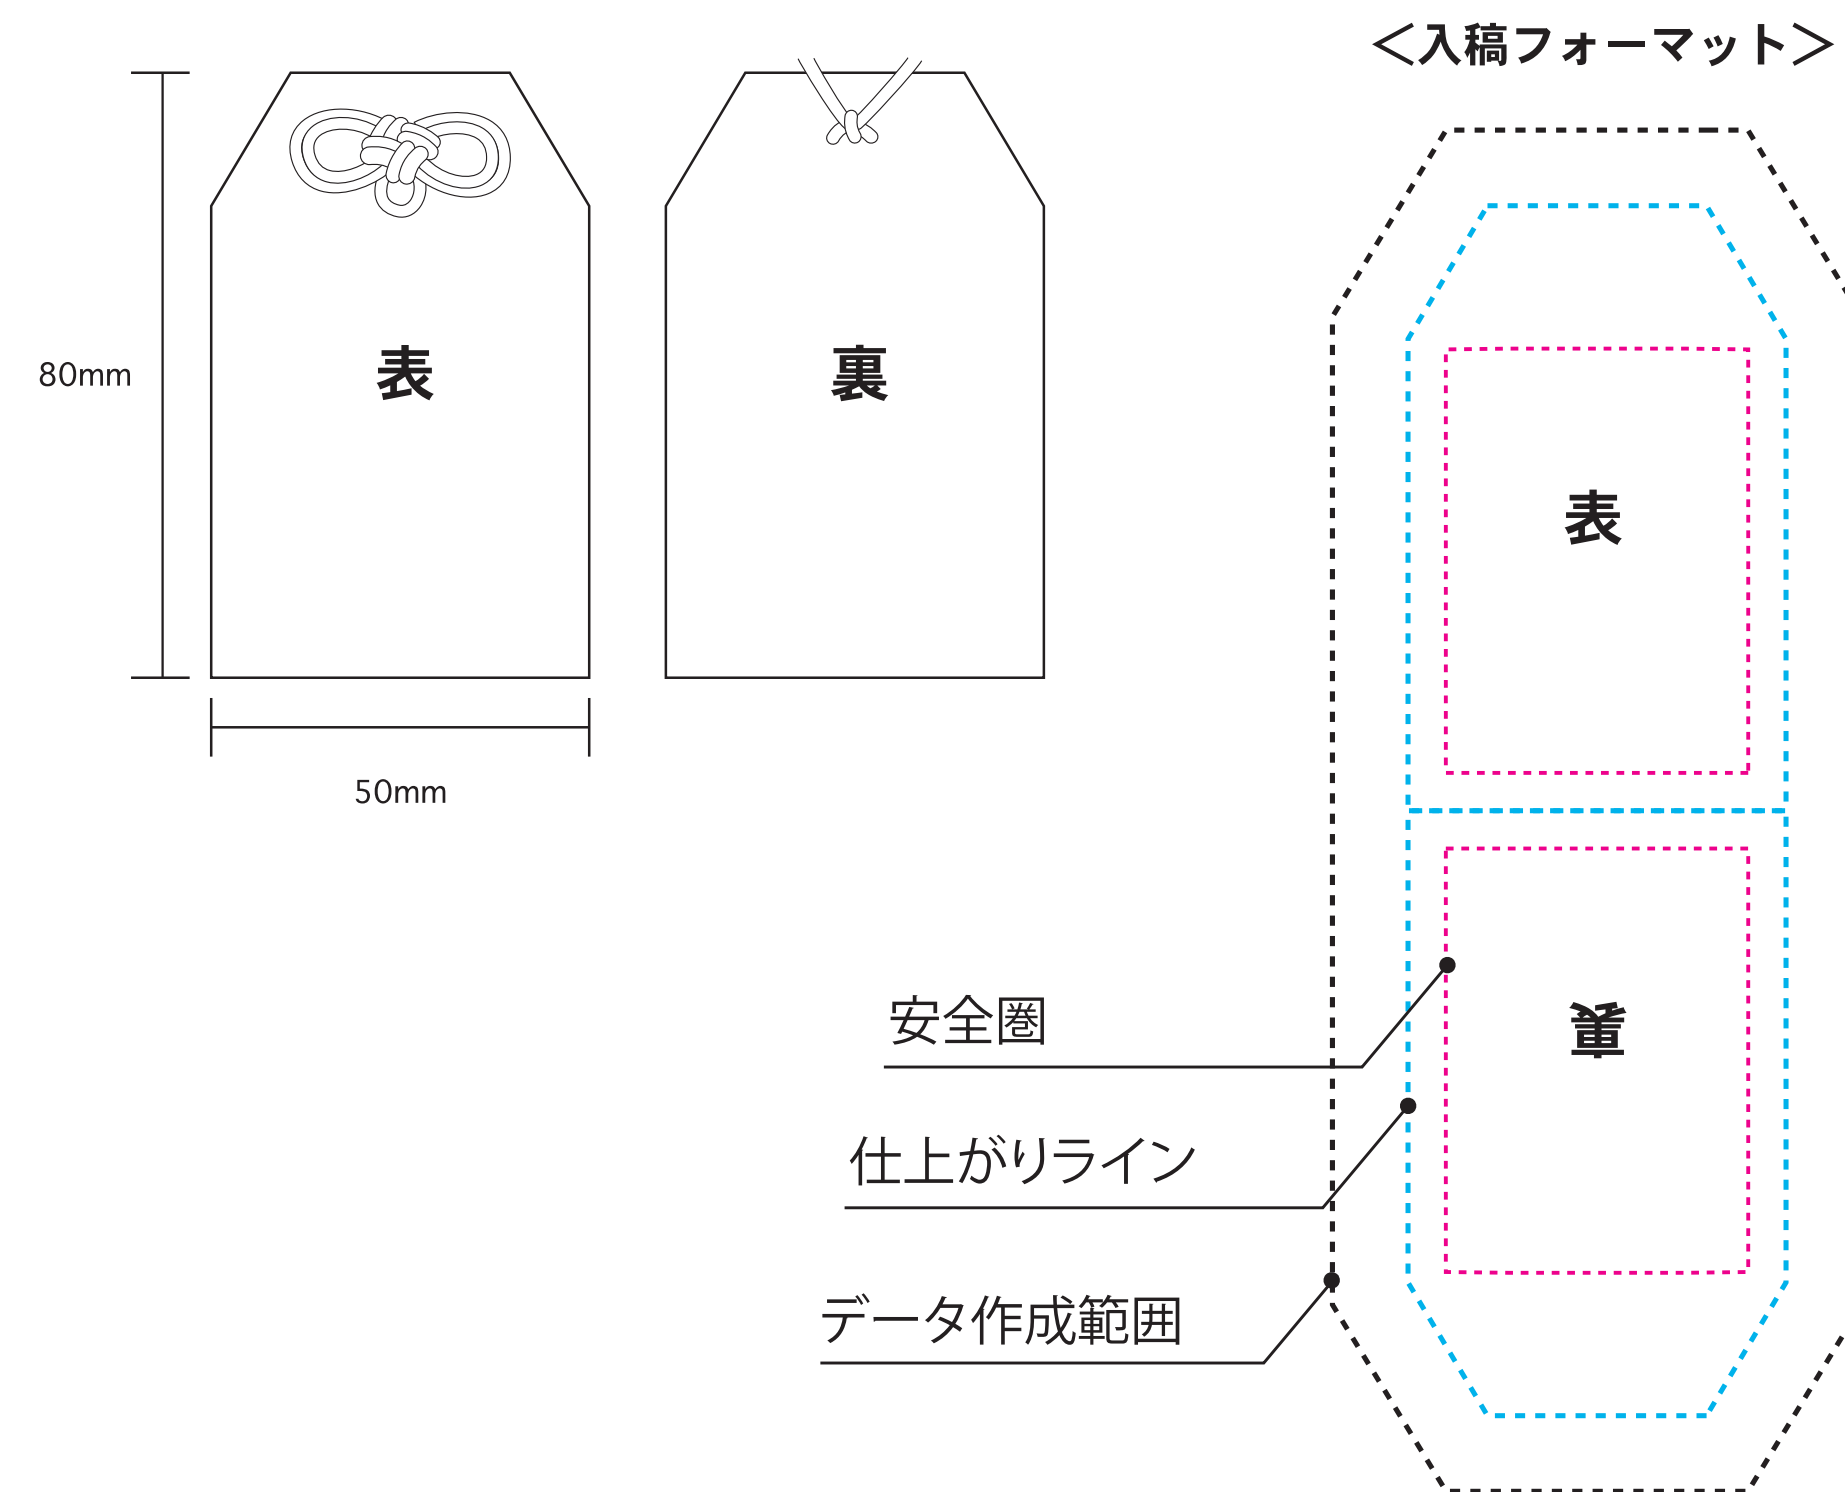 ＜入稿フォーマット＞
80mm
表
裏
50mm
表
裏
安全圏
仕上がりライン
データ作成範囲